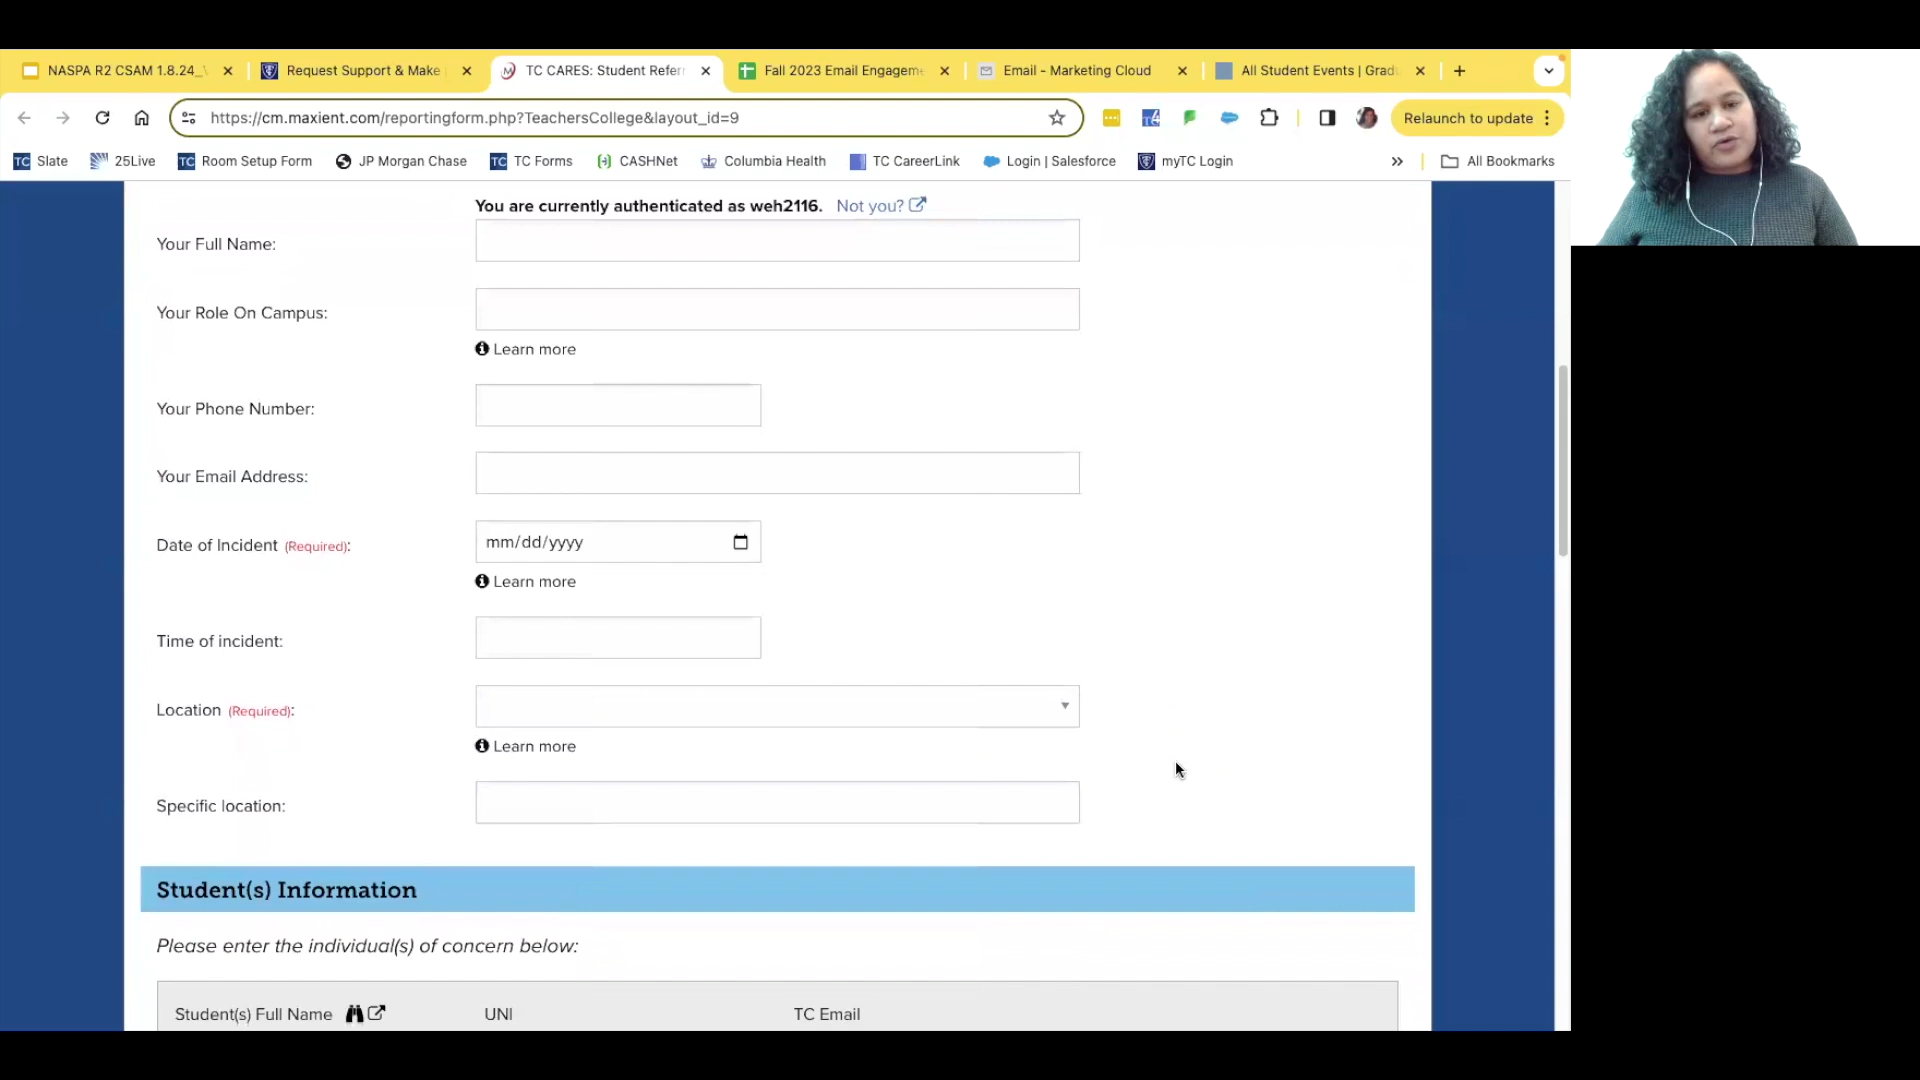 NASPA R2 CSAM 1.8.24_
Request Support & Make
TC CARES: Student Refer
Fall 2023 Email Engagem
Email - Marketing Cloud
All Student Events | Grad
https://cm.maxient.com/reportingform.php?TeachersCollege&layout_id=9
Relaunch to update
TC Slate
25Live
TC Room Setup Form
JP Morgan Chase
TC TC Forms
CASHNet
Columbia Health
TC CareerLink
Login | Salesforce
myTC Login
All Bookmarks
You are currently authenticated as weh2116. Not you?
Your Full Name:
Your Role On Campus:
Learn more
Your Phone Number:
Your Email Address:
Date of Incident (Required):
mm/dd/yyyy
Learn more
Time of incident:
Location (Required):
Learn more
Specific location:
Student(s) Information
Please enter the individual(s) of concern below:
Student(s) Full Name
UNI
TC Email